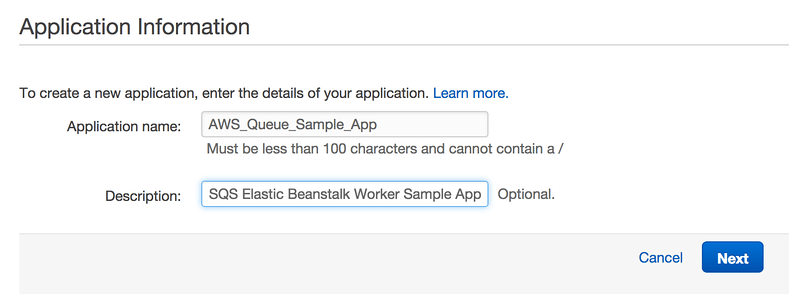 Application Information
To create a new application, enter the details of your application. Learn more.
Application name: AWS_Queue_Sample_App
Must be less than 100 characters and cannot contain a /
Description: SQS Elastic Beanstalk Worker Sample App Optional.
Cancel Next